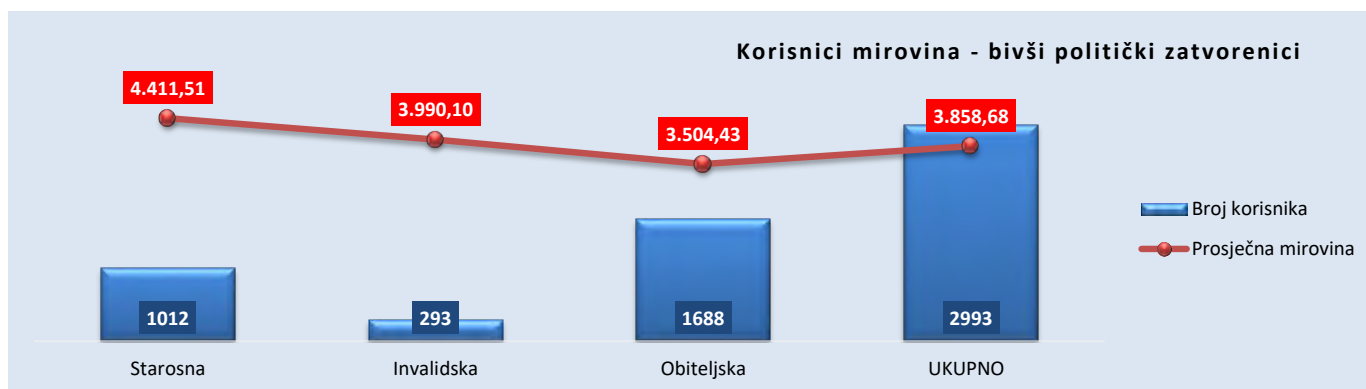 Korisnici mirovina - bivši politički zatvorenici
4.411,51
3.990,10
3.504,43
3.858,68
Broj korisnika
Prosječna mirovina
1012
293
1688
2993
Starosna
Invalidska
Obiteljska
UKUPNO